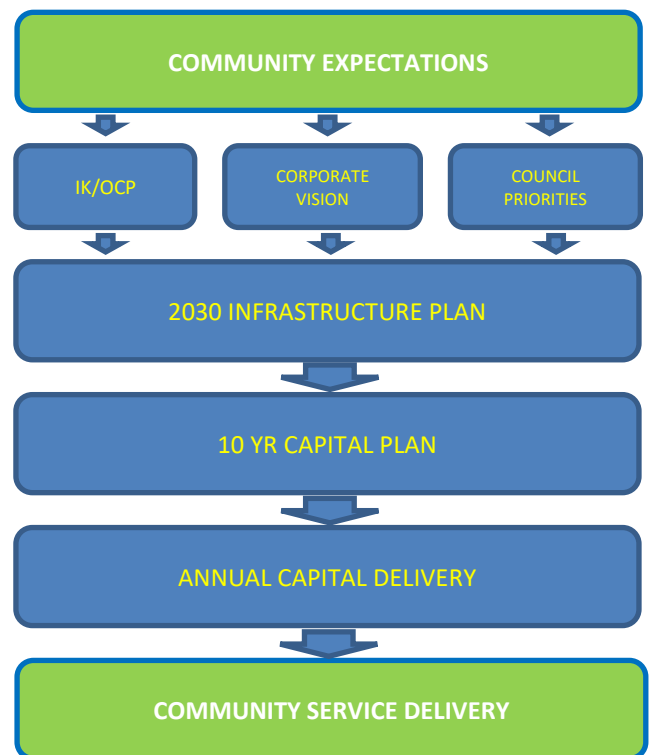 COMMUNITY EXPECTATIONS
IK/OCP
CORPORATE
VISION
COUNCIL
PRIORITIES
2030 INFRASTRUCTURE PLAN
10 YR CAPITAL PLAN
ANNUAL CAPITAL DELIVERY
COMMUNITY SERVICE DELIVERY